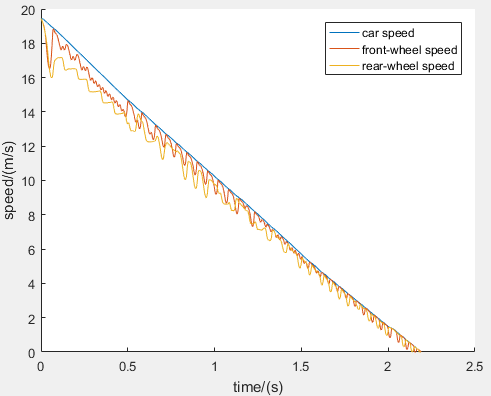 20
18
16
14
12
10
8
6
4
2
0
speed/(m/s)
car speed
front-wheel speed
rear-wheel speed
0 0.5 1 1.5 2 2.5
time/(s)